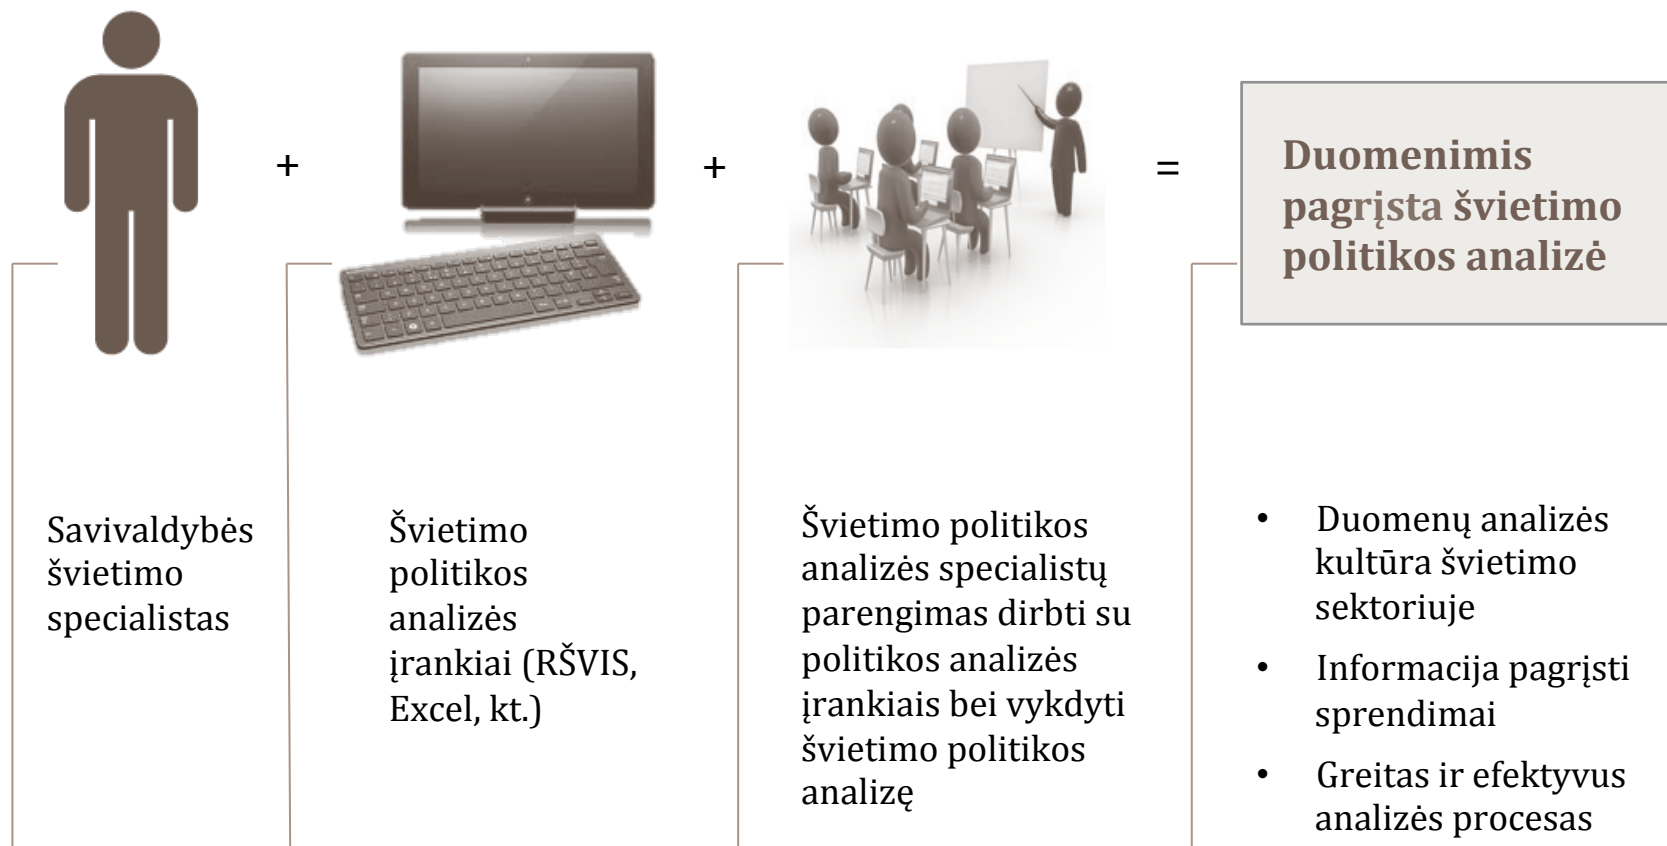 +
+
=
Duomenimis
pagrįsta švietimo
politikos analizė
Savivaldybės
švietimo
specialistas
Švietimo
politikos
analizės
įrankiai (RŠVIS,
Excel, kt.)
Švietimo politikos
analizės specialistų
parengimas dirbti su
politikos analizės
įrankiais bei vykdyti
švietimo politikos
analizę
• Duomenų analizės
kultūra švietimo
sektoriuje
• Informacija pagrįsti
sprendimai
• Greitas ir efektyvus
analizės procesas